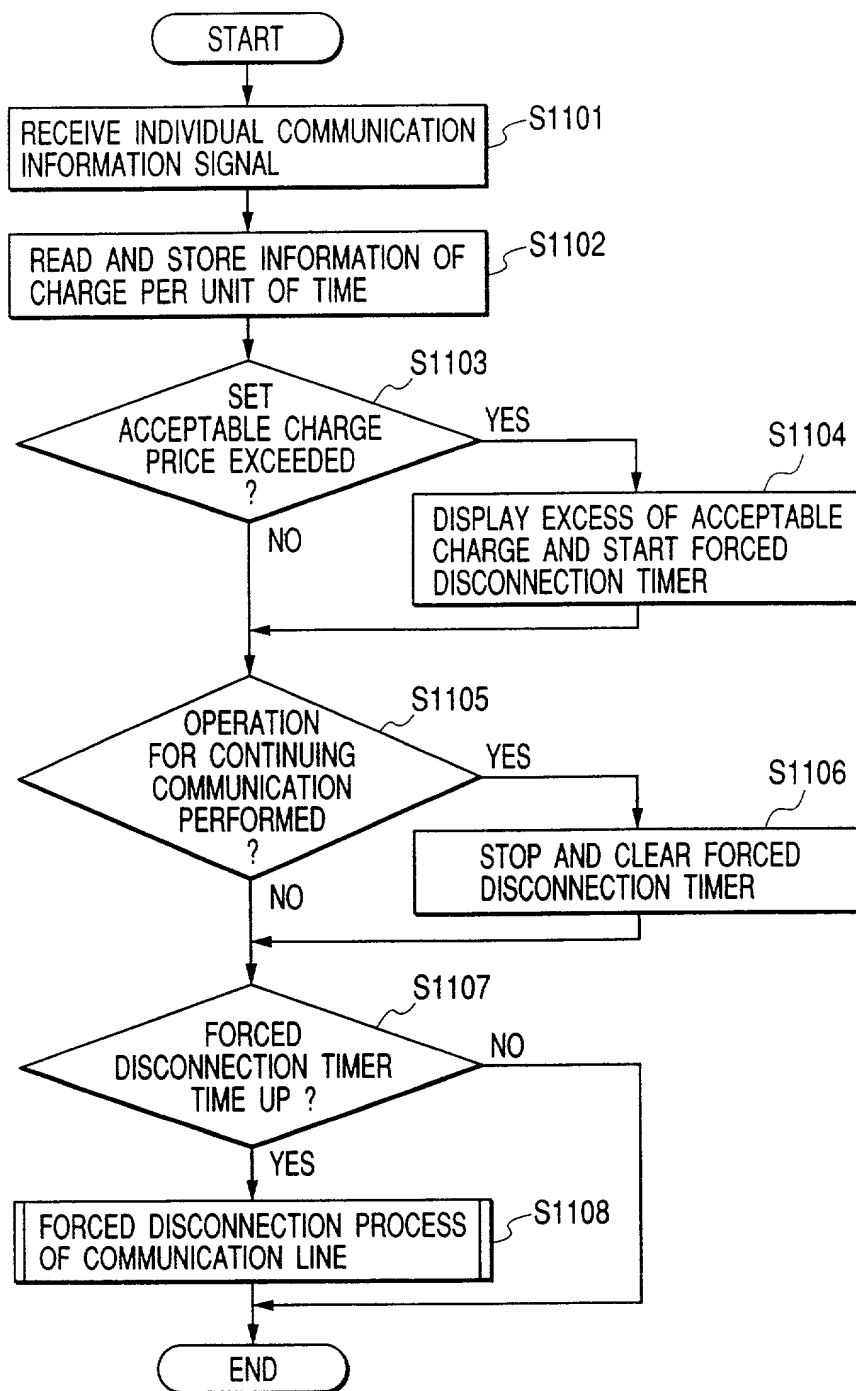 START
RECEIVE INDIVIDUAL COMMUNICATION
INFORMATION SIGNAL
S1101
READ AND STORE INFORMATION OF
CHARGE PER UNIT OF TIME
S1102
SET
ACCEPTABLE CHARGE
PRICE EXCEEDED
?
S1103
YES
NO
DISPLAY EXCESS OF ACCEPTABLE
CHARGE AND START FORCED
DISCONNECTION TIMER
S1104
OPERATION
FOR CONTINUING
COMMUNICATION
PERFORMED
?
S1105
YES
NO
STOP AND CLEAR FORCED
DISCONNECTION TIMER
S1106
FORCED
DISCONNECTION TIMER
TIME UP ?
S1107
NO
YES
FORCED DISCONNECTION PROCESS
OF COMMUNICATION LINE
S1108
END